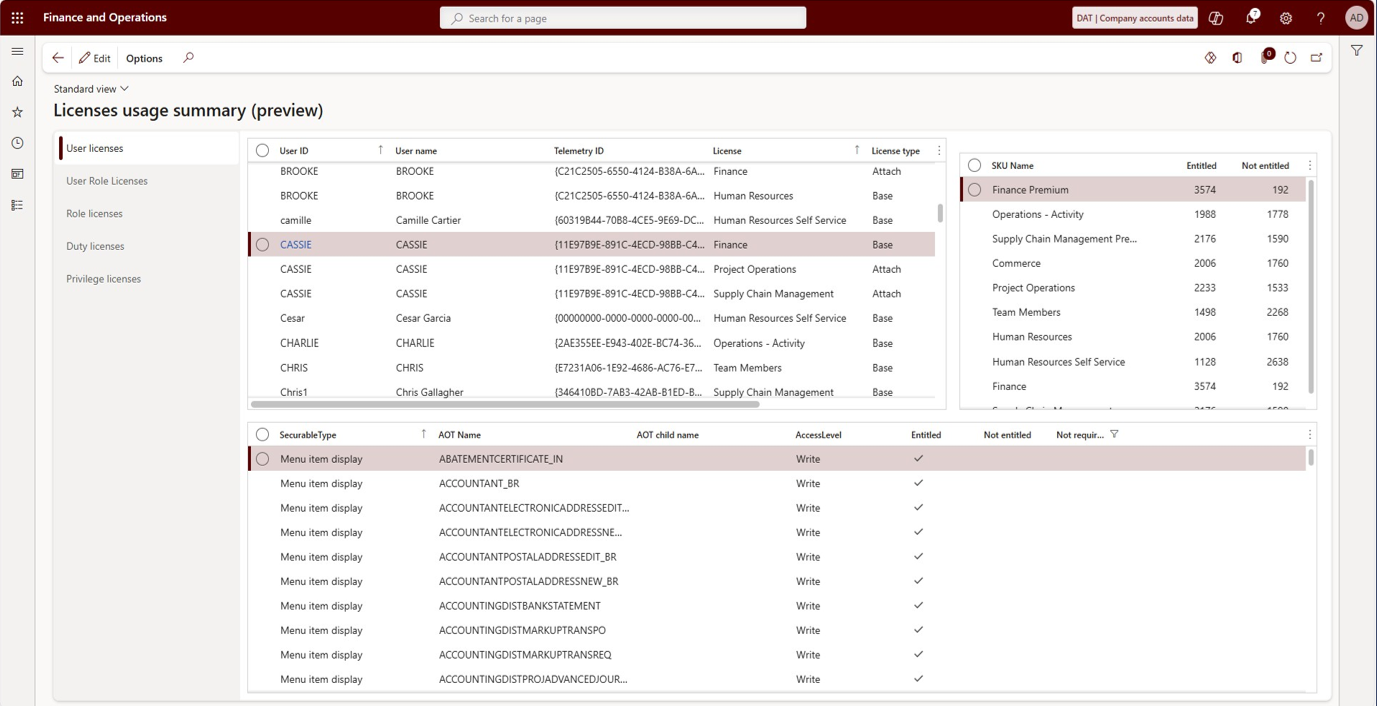 Finance and Operations
Search for a page
DAT | Company accounts data
7
?
AD
Edit
Options
0
Standard view
Licenses usage summary (preview)
User licenses
User Role Licenses
Role licenses
Duty licenses
Privilege licenses
User ID User name Telemetry ID License License type
BROOKE BROOKE {C21C2505-6550-4124-B38A-6A... Finance Attach
BROOKE BROOKE {C21C2505-6550-4124-B38A-6A... Human Resources Base
camille Camille Cartier {60319B44-70B8-4CE5-9E69-DC... Human Resources Self Service Base
CASSIE CASSIE {11E97B9E-891C-4ECD-98BB-C4... Finance Base
CASSIE CASSIE {11E97B9E-891C-4ECD-98BB-C4... Project Operations Attach
CASSIE CASSIE {11E97B9E-891C-4ECD-98BB-C4... Supply Chain Management Attach
Cesar Cesar Garcia {00000000-0000-0000-0000-00... Human Resources Self Service Base
CHARLIE CHARLIE {2AE355EE-E943-402E-BC74-36... Operations - Activity Base
CHRIS CHRIS {E7231A06-1E92-4686-AC76-E7... Team Members Base
Chris1 Chris Gallagher {346410BD-7AB3-42AB-B1ED-B... Supply Chain Management Base
SKU Name Entitled Not entitled
Finance Premium 3574 192
Operations - Activity 1988 1778
Supply Chain Management Pre... 2176 1590
Commerce 2006 1760
Project Operations 2233 1533
Team Members 1498 2268
Human Resources 2006 1760
Human Resources Self Service 1128 2638
Finance 3574 192
Supply Chain Management 2176 1590
SecurableType AOT Name AOT child name AccessLevel Entitled Not entitled Not requir...
Menu item display ABATEMENTCERTIFICATE_IN Write
Menu item display ACCOUNTANT_BR Write
Menu item display ACCOUNTANTELECTRONICADDRESSEDIT... Write
Menu item display ACCOUNTANTELECTRONICADDRESSNE... Write
Menu item display ACCOUNTANTPOSTALADDRESSEDIT_BR Write
Menu item display ACCOUNTANTPOSTALADDRESSNEW_BR Write
Menu item display ACCOUNTINGDISTBANKSTATEMENT Write
Menu item display ACCOUNTINGDISTMARKUPTRANSPO Write
Menu item display ACCOUNTINGDISTMARKUPTRANSREQ Write
Menu item display ACCOUNTINGDISTPROJADVANCEDJOUR... Write